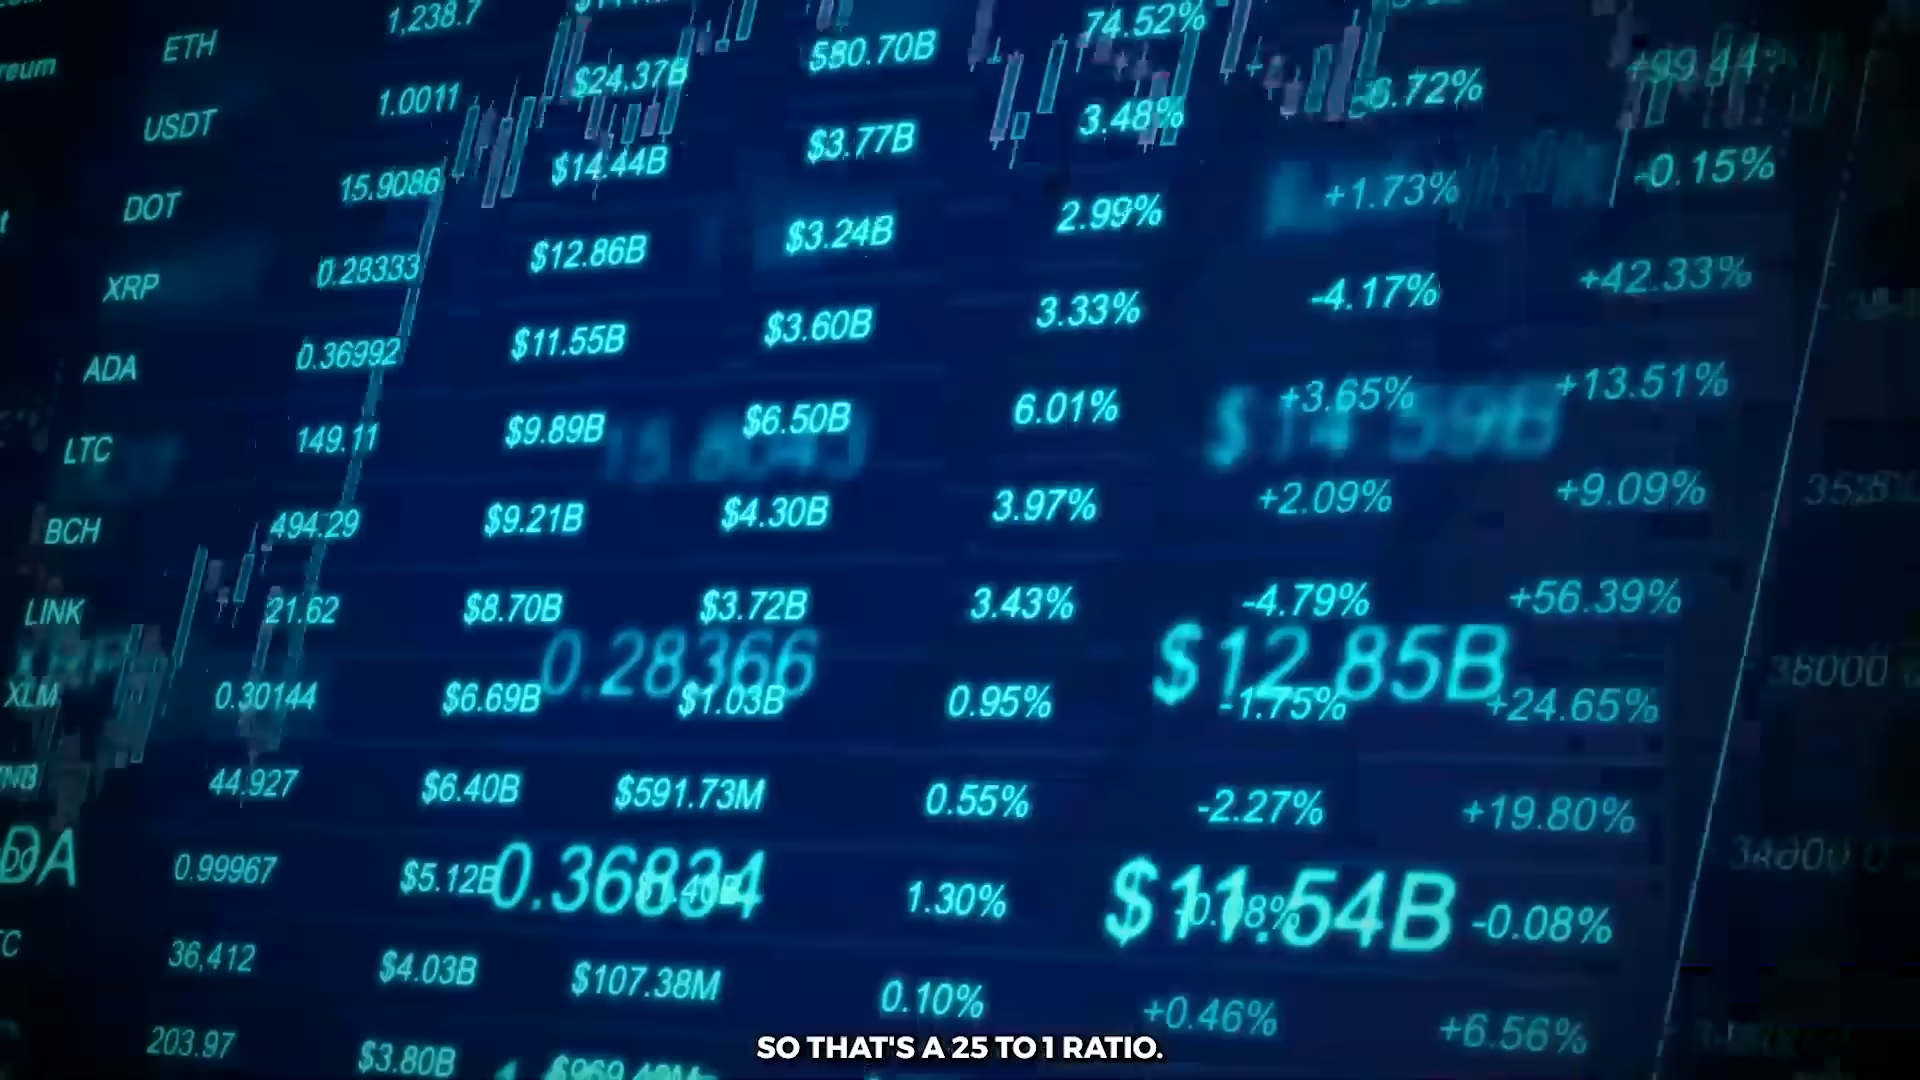 1,238.7
ETH $24.37B 580.70B 74.52%
reum 1.0011 3.48% 6.72%
USDT $14.44B $3.77B +1.73% -0.15%
15.9086 2.99%
DOT $12.86B $3.24B -4.17% +42.33%
0.28333 3.33%
XRP $11.55B $3.60B +3.65% +13.51%
0.36992 6.01%
ADA $9.89B $6.50B $14.59B
149.11 +2.09% +9.09%
LTC $9.21B $4.30B 3.97%
494.29 -4.79% +56.39%
BCH $8.70B $3.72B 3.43%
21.62 0.28366 $12.85B 38000
LINK $6.69B $1.03B 0.95% -1.75% +24.65%
XRP
XLM 0.30144
44.927 $6.40B $591.73M 0.55% -2.27% +19.80%
0.99967 $5.12B 0.36834 1.30% $11.54B -0.08%
36,412 $4.03B $107.38M 0.10% +0.46% +6.56%
203.97 $3.80B
SO THAT'S A 25 TO 1 RATIO.